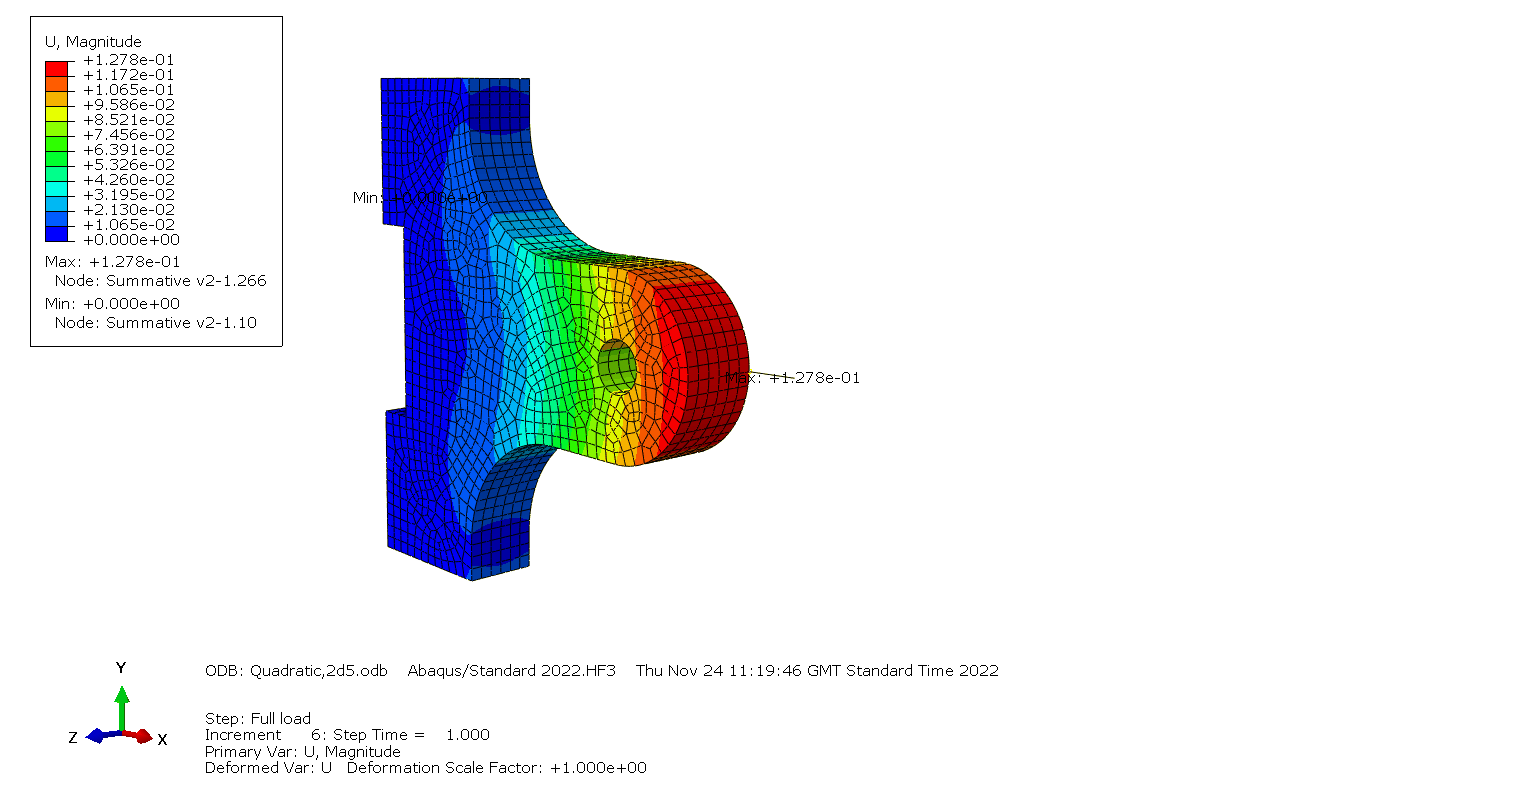 U, Magnitude
+1.278e-01
+1.172e-01
+1.065e-01
+9.586e-02
+8.521e-02
+7.456e-02
+6.391e-02
+5.326e-02
+4.260e-02
+3.195e-02
+2.130e-02
+1.065e-02
+0.000e+00
Max: +1.278e-01
Node: Summative v2-1.266
Min: +0.000e+00
Node: Summative v2-1.10
Min: +0.000e+00
Max: +1.278e-01
Y
Z
X
ODB: Quadratic,2d5.odb Abaqus/Standard 2022.HF3 Thu Nov 24 11:19:46 GMT Standard Time 2022
Step: Full load
Increment 6: Step Time = 1.000
Primary Var: U, Magnitude
Deformed Var: U Deformation Scale Factor: +1.000e+00